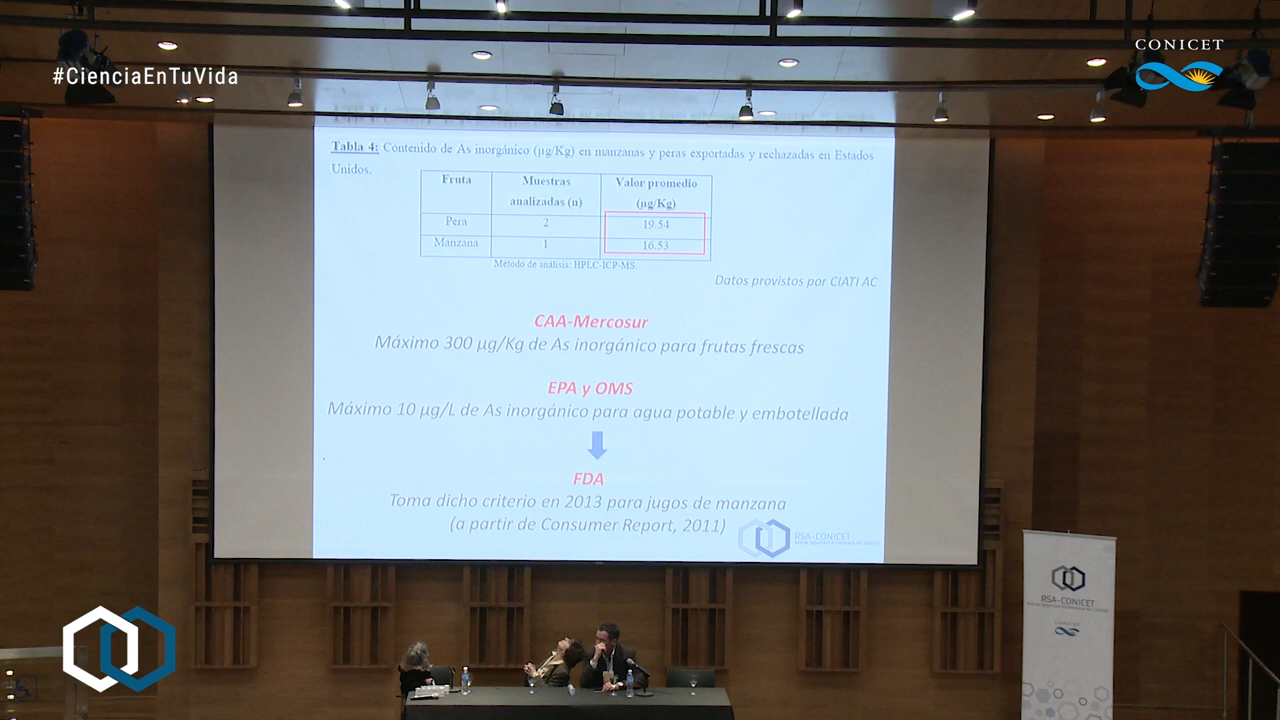 CONICET
#CienciaEnTuVida
Tabla 4: Contenido de As inorgánico (µg/Kg) en manzanas y peras exportadas y rechazadas en Estados
Unidos.
Fruta Muestras analizadas (n) Valor promedio (µg/Kg)
Pera 2 19.54
Manzana 1 16.53
Método de análisis: HPLC-ICP-MS
Datos provistos por CIATI AC
CAA-Mercosur
Máximo 300 µg/Kg de As inorgánico para frutas frescas
EPA y OMS
Máximo 10 µg/L de As inorgánico para agua potable y embotellada
FDA
Toma dicho criterio en 2013 para jugos de manzana
(a partir de Consumer Report, 2011)
RSA-CONICET
RSA-CONICET
CONICET